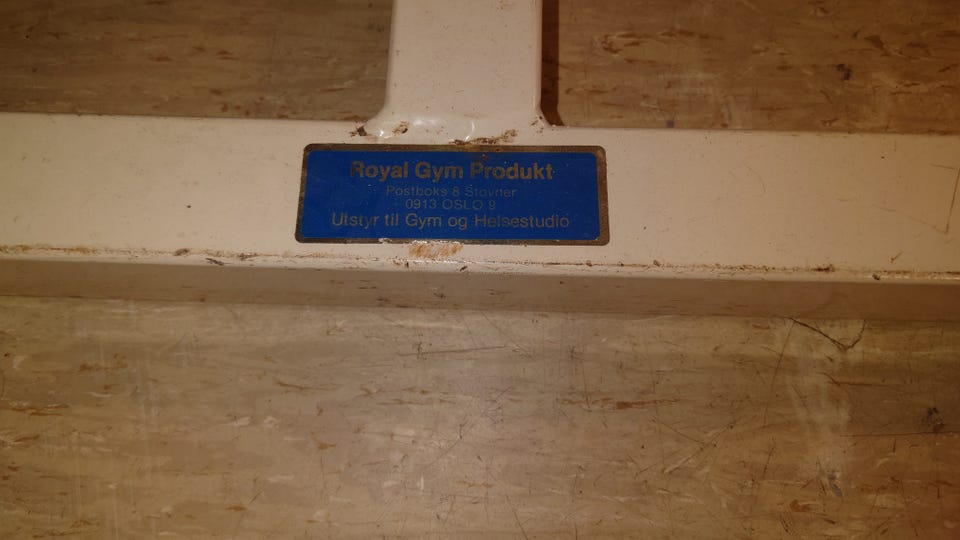 Royal Gym Produkt
Postboks 8 Stovner
0913 OSLO 9
Utstyr til Gym og Helsestudio